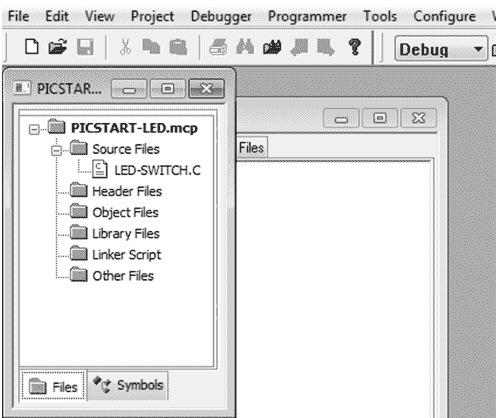 File Edit View Project Debugger Programmer Tools Configure
Debug
PICSTAR...
PICSTART-LED.mcp
Source Files
LED-SWITCH.C
Header Files
Object Files
Library Files
Linker Script
Other Files
Files Symbols
Files